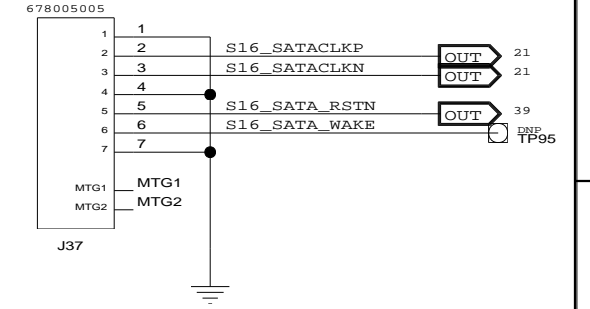 678005005
1 1
2 2 S16_SATACLKP OUT 21
3 3 S16_SATACLKN OUT 21
4 4
5 5 S16_SATA_RSTN OUT 39
6 6 S16_SATA_WAKE DNP
TP95
7 7
MTG1 MTG1
MTG2 MTG2
J37